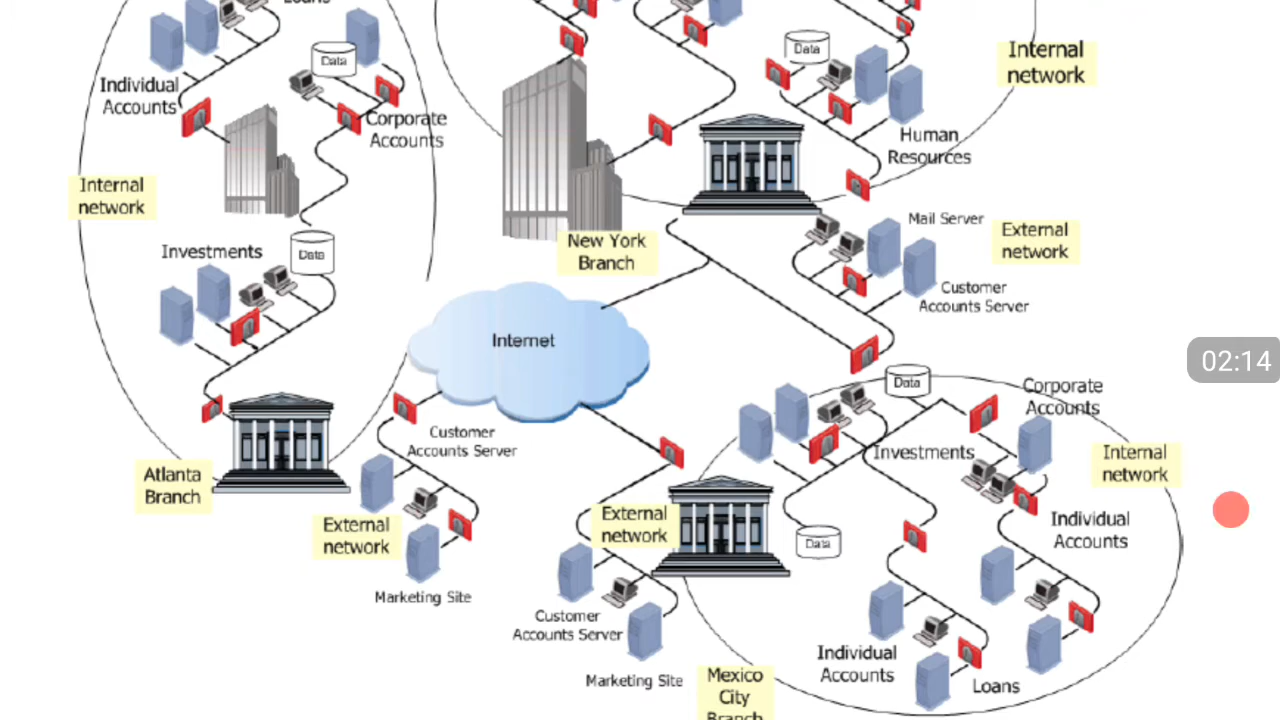 Loans
Data
Individual
Accounts
Corporate
Accounts
Internal
network
Investments
Data
Atlanta
Branch
Data
Internal
network
Human
Resources
New York
Branch
Mail Server
External
network
Customer
Accounts Server
Internet
02:14
Customer
Accounts Server
External
network
Marketing Site
Data
Corporate
Accounts
Investments
Internal
network
External
network
Data
Individual
Accounts
Customer
Accounts Server
Individual
Accounts
Loans
Marketing Site
Mexico
City
Branch